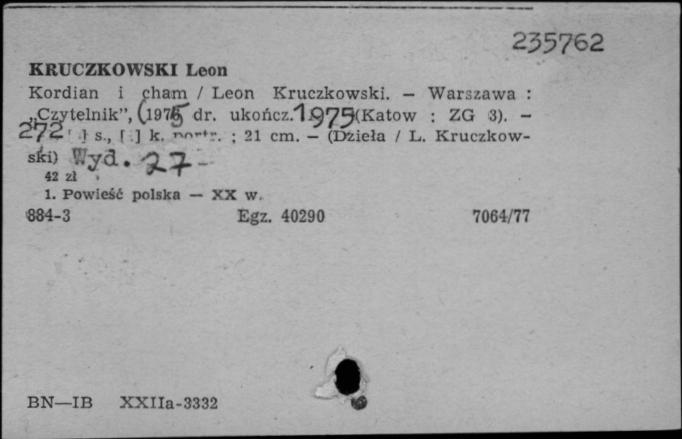 235762
KRUCZKOWSKI Leon
Kordian i cham / Leon Kruczkowski. — Warszawa :
„Czytelnik”, (1975 dr. ukończ. 1975 (Katow : ZG 3). —
272 ] s., [ ] k. portr. ; 21 cm. — (Dzieła / L. Kruczkow-
ski) Wyd. 27 -
42 zł
1. Powieść polska — XX w.
884-3 Egz. 40290 7064/77
BN—IB XXIIa-3332